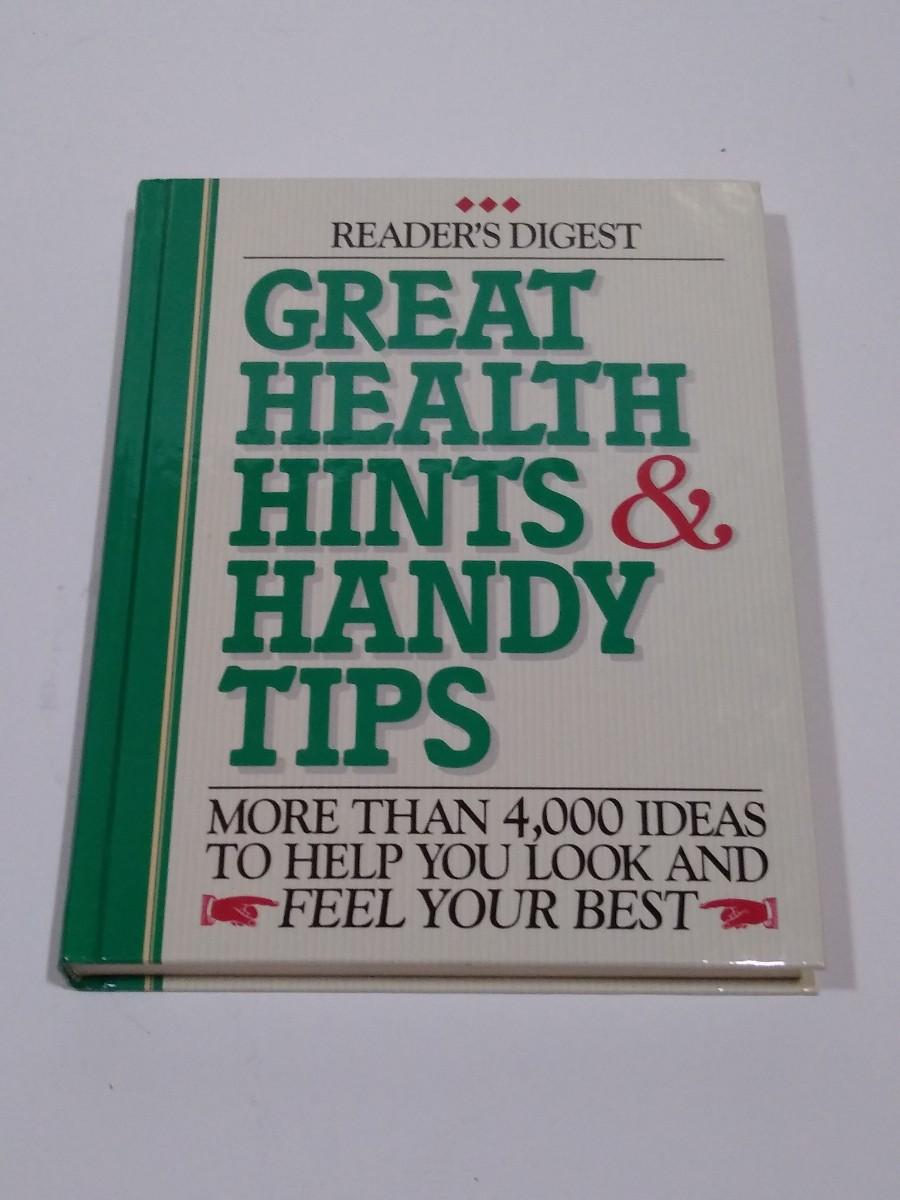 READER'S DIGEST
GREAT
HEALTH
HINTS &
HANDY
TIPS
MORE THAN 4,000 IDEAS
TO HELP YOU LOOK AND
FEEL YOUR BEST